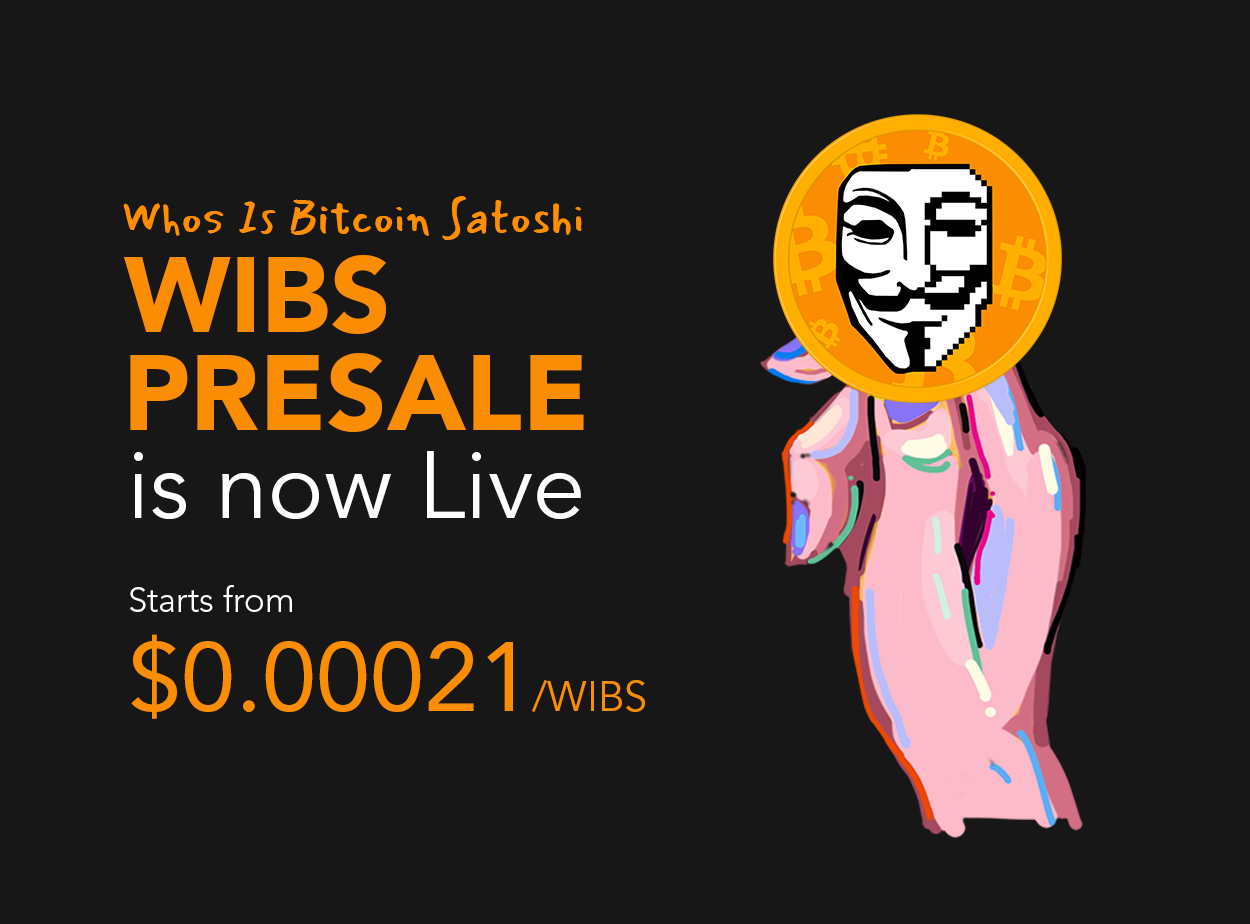 Whos Is Bitcoin Satoshi
WIBS
PRESALE
is now Live
Starts from
$0.00021/WIBS